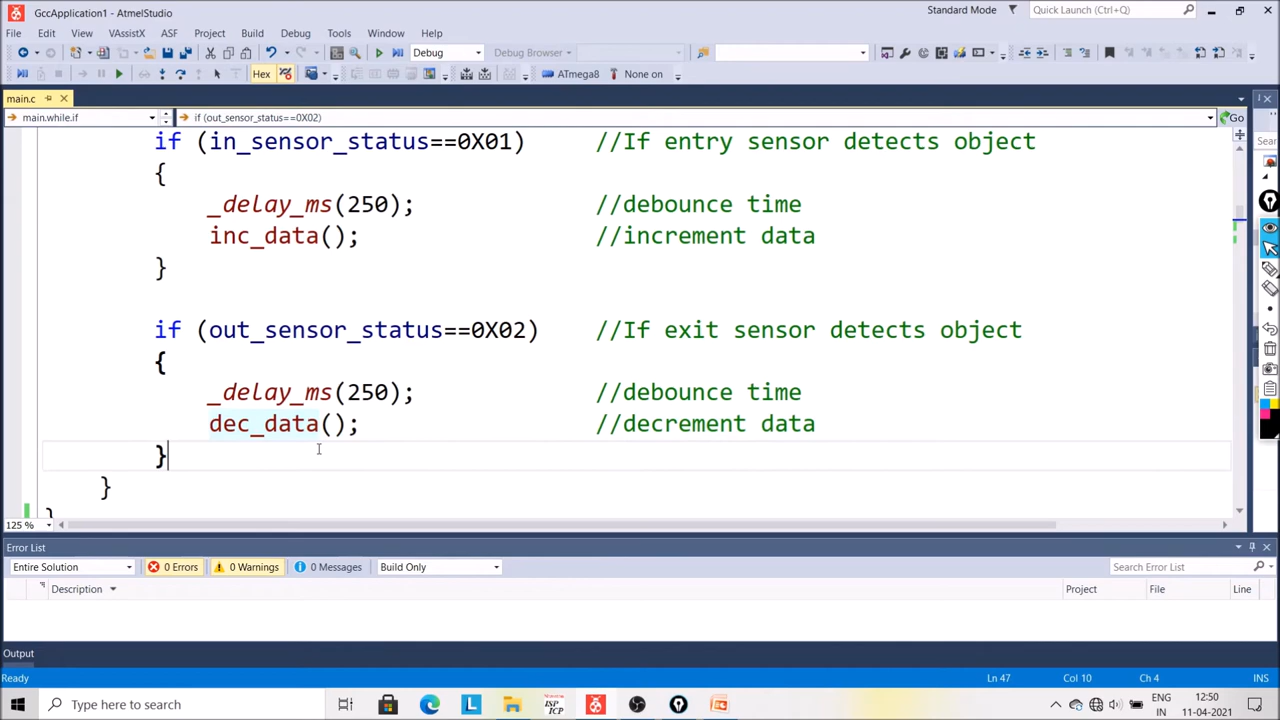 GccApplication1 - AtmelStudio
Standard Mode
Quick Launch (Ctrl+Q)
File Edit View VAssistX ASF Project Build Debug Tools Window Help
Debug
Debug Browser
Hex
ATmega8
None on
main.c
main.while.if
if (out_sensor_status==0X02)
Go
Sear
if (in_sensor_status==0X01) //If entry sensor detects object
{
_delay_ms(250); //debounce time
inc_data(); //increment data
}
if (out_sensor_status==0X02) //If exit sensor detects object
{
_delay_ms(250); //debounce time
dec_data(); //decrement data
}
}
}
125 %
Error List
Entire Solution
0 Errors
0 Warnings
0 Messages
Build Only
Search Error List
Description Project File Line
Output
Ready Ln 47 Col 10 Ch 4 INS
Type here to search
L
ISP
ICP
ENG
IN
12:50
11-04-2021